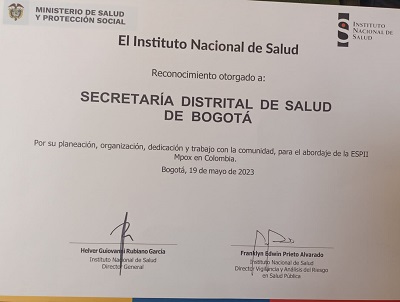 MINISTERIO DE SALUD
Y PROTECCIÓN SOCIAL
INSTITUTO
NACIONAL DE
SALUD
El Instituto Nacional de Salud
Reconocimiento otorgado a:
SECRETARÍA DISTRITAL DE SALUD
DE BOGOTÁ
Por su planeación, organización, dedicación y trabajo con la comunidad, para el abordaje de la ESPII
Mpox en Colombia.
Bogotá, 19 de mayo de 2023
Helver Guiovanni Rubiano García
Instituto Nacional de Salud
Director General
Franklyn Edwin Prieto Alvarado
Instituto Nacional de Salud
Director Vigilancia y Análisis del Riesgo
en Salud Pública